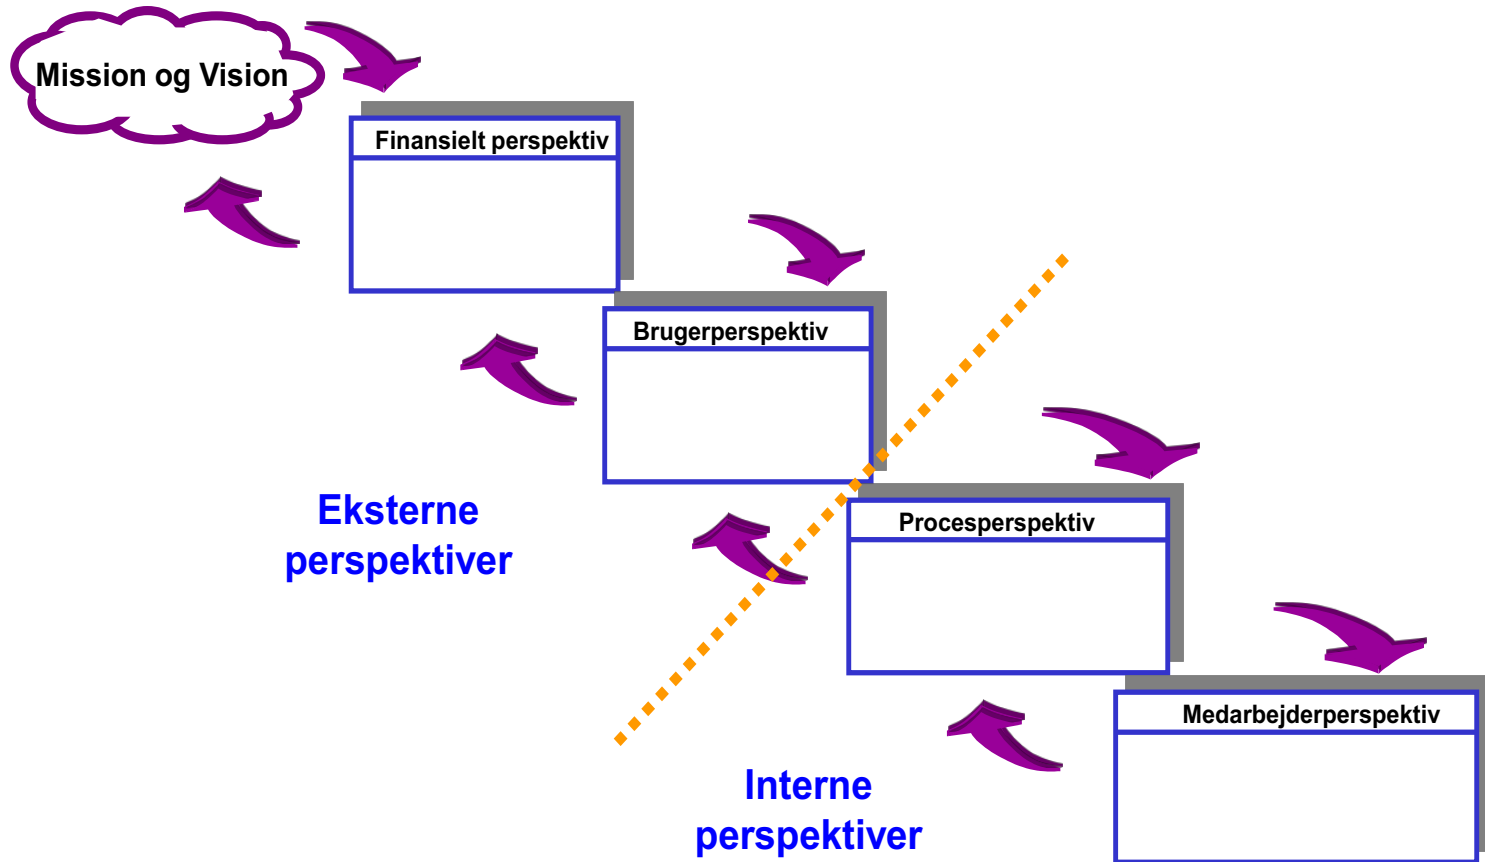 Mission og Vision
Finansielt perspektiv
Brugerperspektiv
Eksterne
perspektiver
Procesperspektiv
Medarbejderperspektiv
Interne
perspektiver